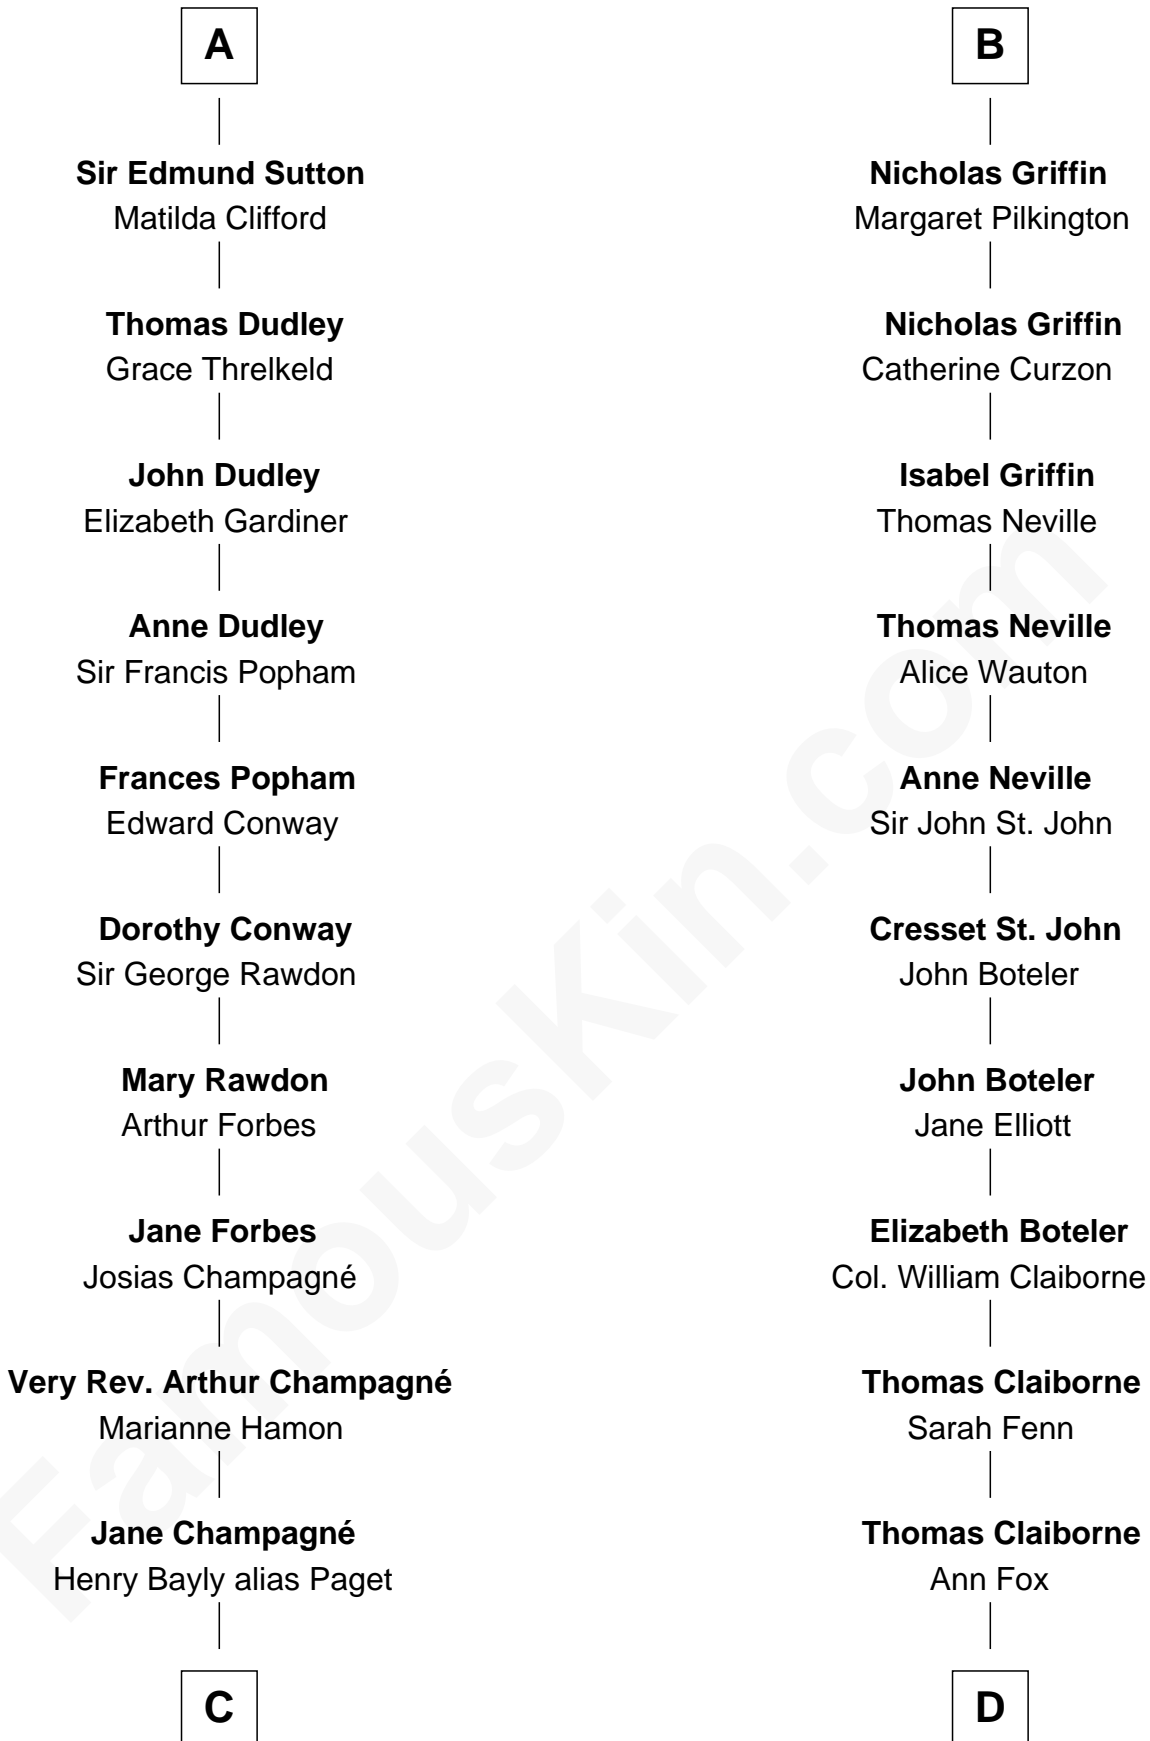 A
Sir Edmund Sutton
Matilda Clifford
Thomas Dudley
Grace Threlkeld
John Dudley
Elizabeth Gardiner
Anne Dudley
Sir Francis Popham
Frances Popham
Edward Conway
Dorothy Conway
Sir George Rawdon
Mary Rawdon
Arthur Forbes
Jane Forbes
Josias Champagné
Very Rev. Arthur Champagné
Marianne Hamon
Jane Champagné
Henry Bayly alias Paget
C
B
Nicholas Griffin
Margaret Pilkington
Nicholas Griffin
Catherine Curzon
Isabel Griffin
Thomas Neville
Thomas Neville
Alice Wauton
Anne Neville
Sir John St. John
Cresset St. John
John Boteler
John Boteler
Jane Elliott
Elizabeth Boteler
Col. William Claiborne
Thomas Claiborne
Sarah Fenn
Thomas Claiborne
Ann Fox
D
FamousKin.com